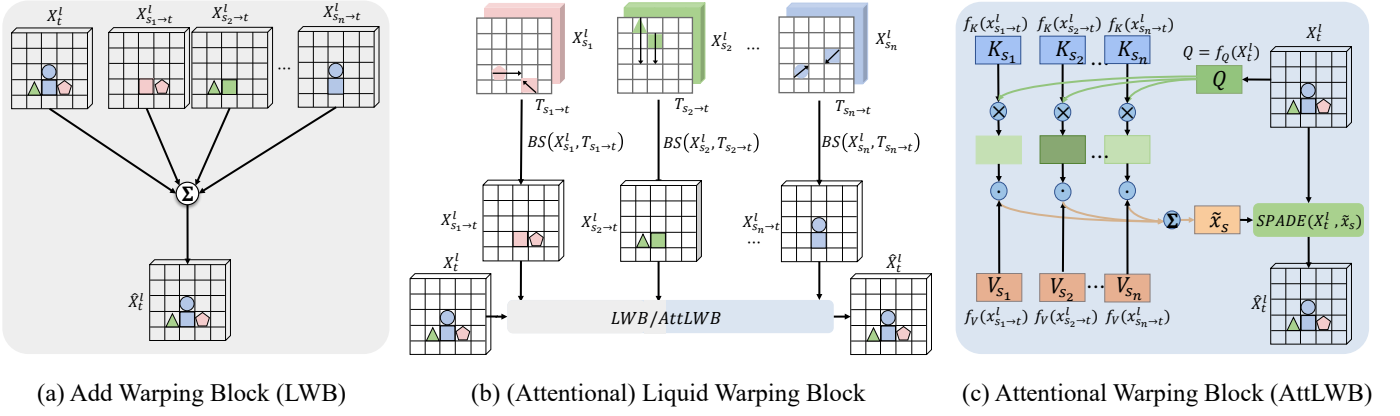 X_t^l X_{s_1→t}^l X_{s_2→t}^l X_{s_n→t}^l
...
Σ
X̂_t^l
(a) Add Warping Block (LWB)
X_{s_1}^l X_{s_2}^l ... X_{s_n}^l
T_{s_1→t} T_{s_2→t} T_{s_n→t}
BS(X_{s_1}^l, T_{s_1→t}) BS(X_{s_2}^l, T_{s_2→t}) BS(X_{s_n}^l, T_{s_n→t})
X_{s_1→t}^l X_{s_2→t}^l X_{s_n→t}^l
...
X_t^l X̂_t^l
LWB/AttLWB
(b) (Attentional) Liquid Warping Block
f_K(x_{s_1→t}^l) f_K(x_{s_2→t}^l) f_K(x_{s_n→t}^l)
K_{s_1} K_{s_2} ... K_{s_n}
Q = f_Q(X_t^l) X_t^l
Q
× × ×
...
· · ·
Σ x̃_s SPADE(X_t^l, x̃_s)
V_{s_1} V_{s_2} ... V_{s_n}
f_V(x_{s_1→t}^l) f_V(x_{s_2→t}^l) f_V(x_{s_n→t}^l)
X̂_t^l
(c) Attentional Warping Block (AttLWB)